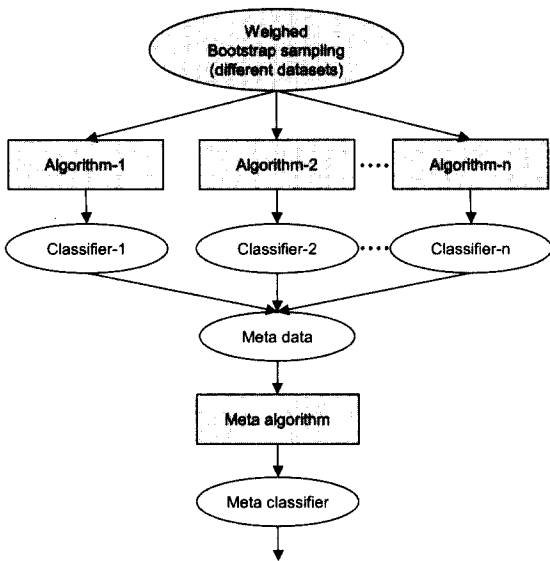 Weighed
Bootstrap sampling
(different datasets)
Algorithm-1
Algorithm-2
Algorithm-n
Classifier-1
Classifier-2
Classifier-n
Meta data
Meta algorithm
Meta classifier